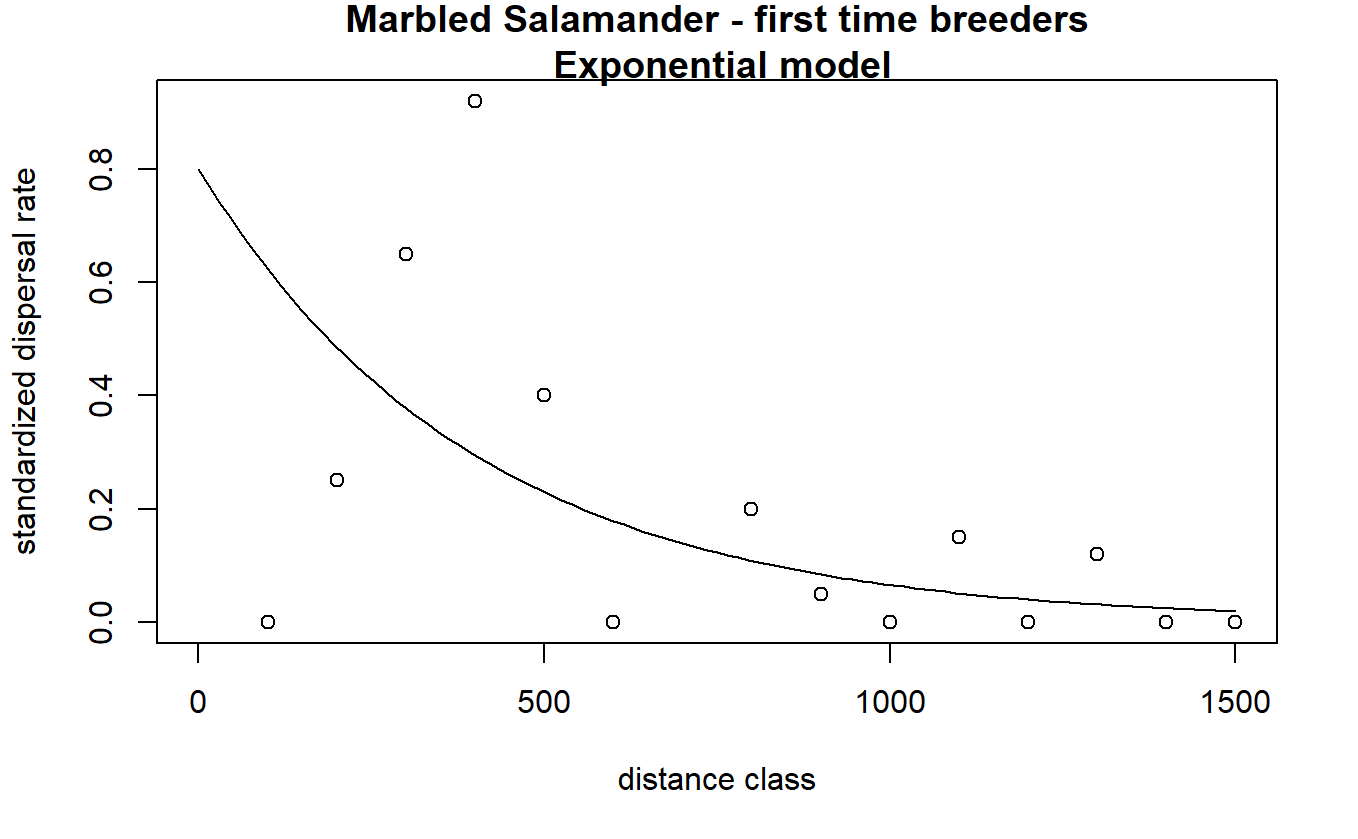 Marbled Salamander - first time breeders
Exponential model
standardized dispersal rate
0.8
0.6
0.4
0.2
0.0
0 500 1000 1500
distance class